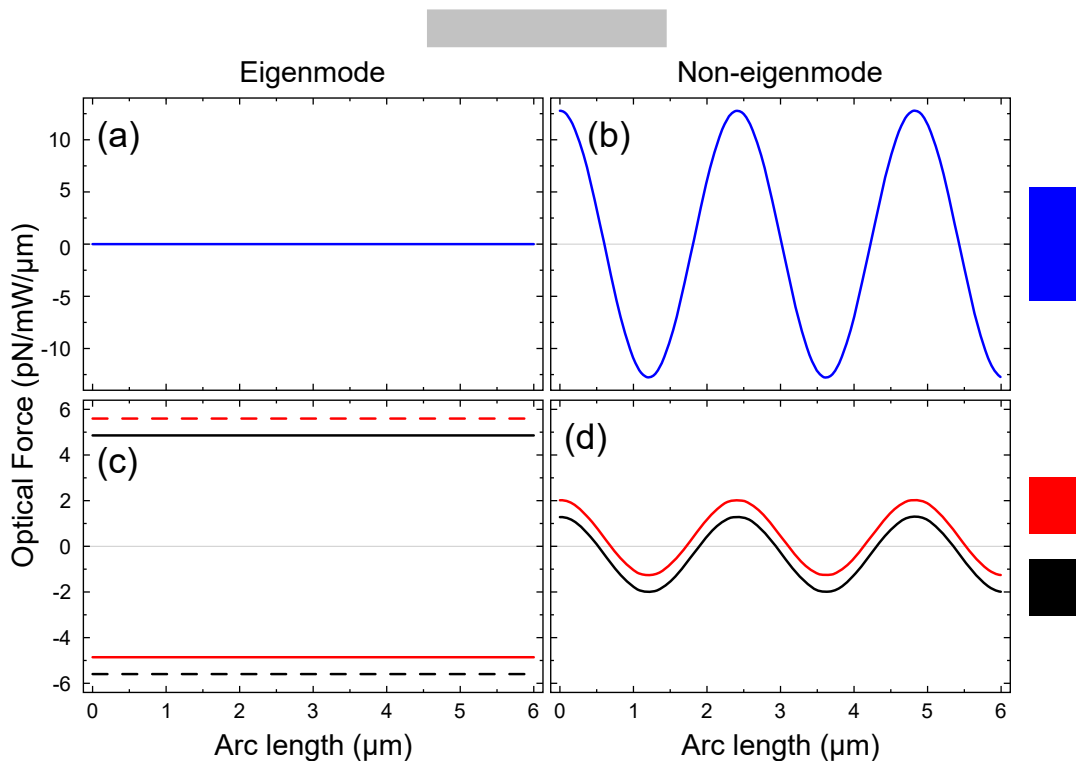 Eigenmode Non-eigenmode
(a) (b)
10
5
0
-5
-10
Optical Force (pN/mW/μm)
(c) (d)
6
4
2
0
-2
-4
-6
0 1 2 3 4 5 6 0 1 2 3 4 5 6
Arc length (μm) Arc length (μm)